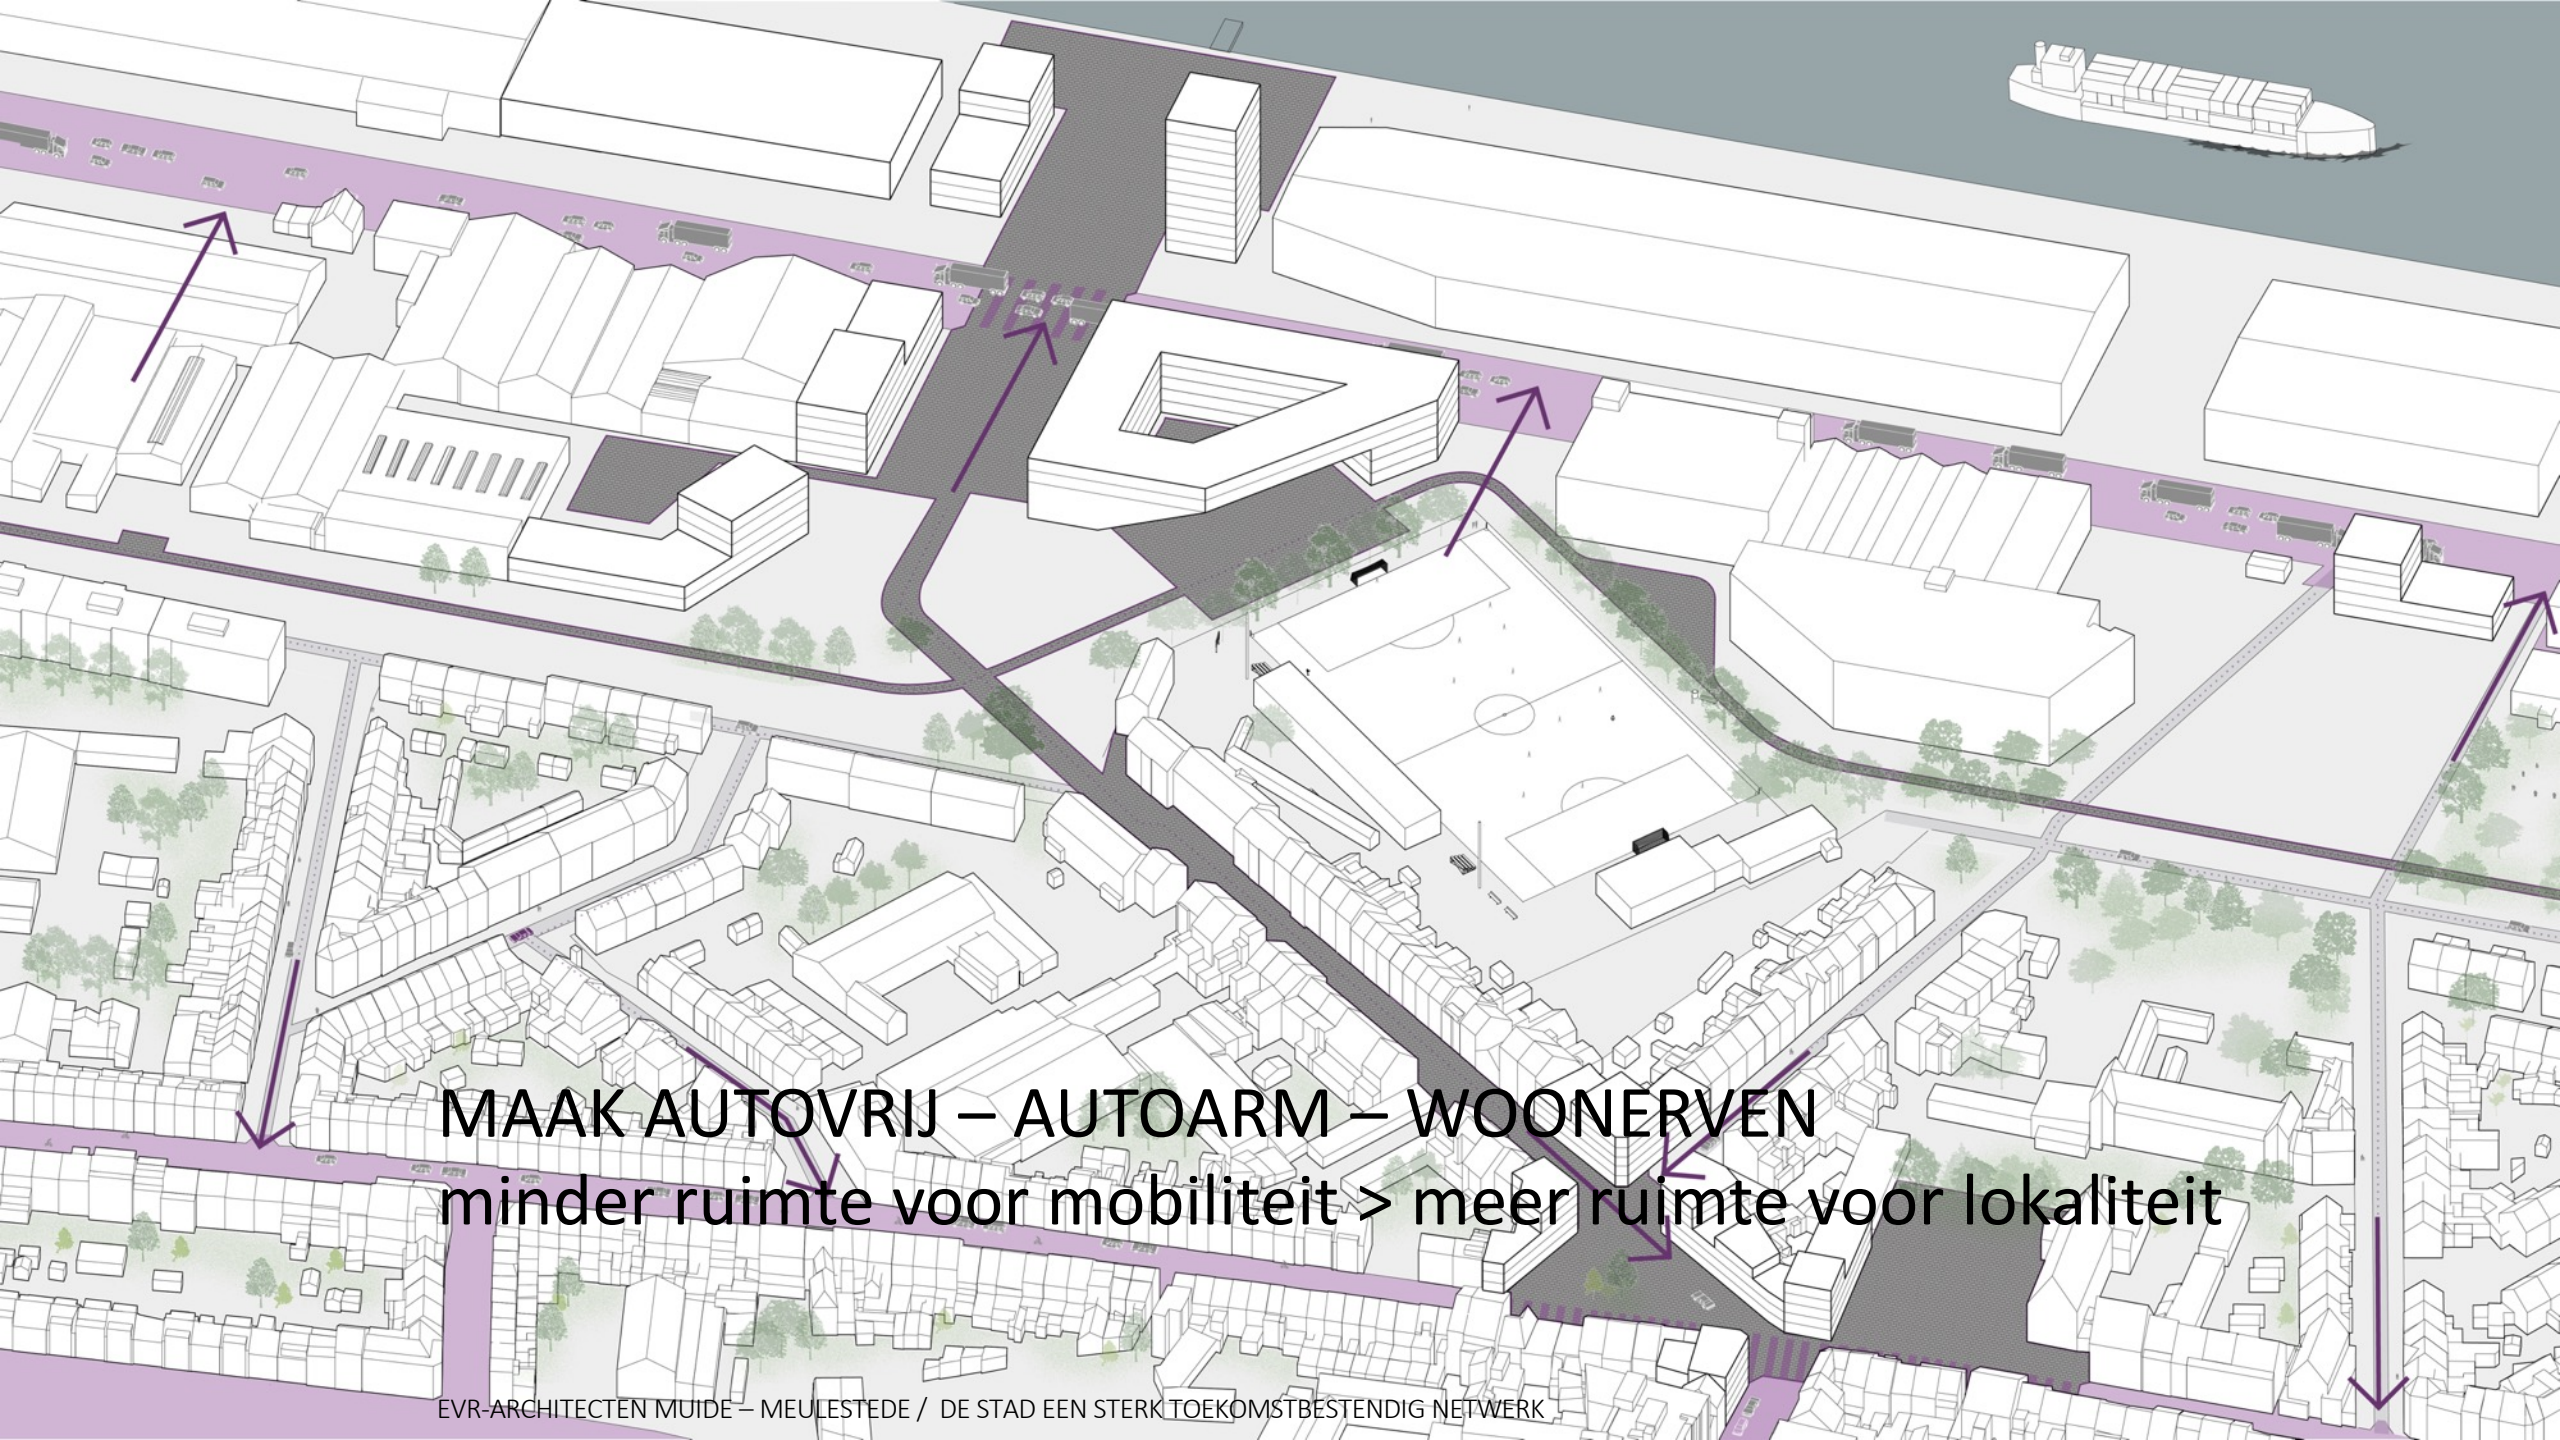 MAAK AUTOVRIJ – AUTOARM – WOONERVEN
minder ruimte voor mobiliteit > meer ruimte voor lokaliteit
EVR-ARCHITECTEN MUIDE – MEULESTEDE / DE STAD EEN STERK TOEKOMSTBESTENDIG NETWERK